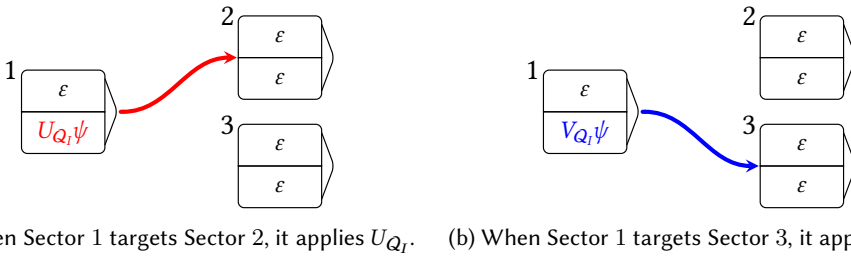 2
ε
ε
1
ε
U_{Q_I}ψ
3
ε
ε
2
ε
ε
1
ε
V_{Q_I}ψ
3
ε
ε
en Sector 1 targets Sector 2, it applies U_{Q_I}.
(b) When Sector 1 targets Sector 3, it app